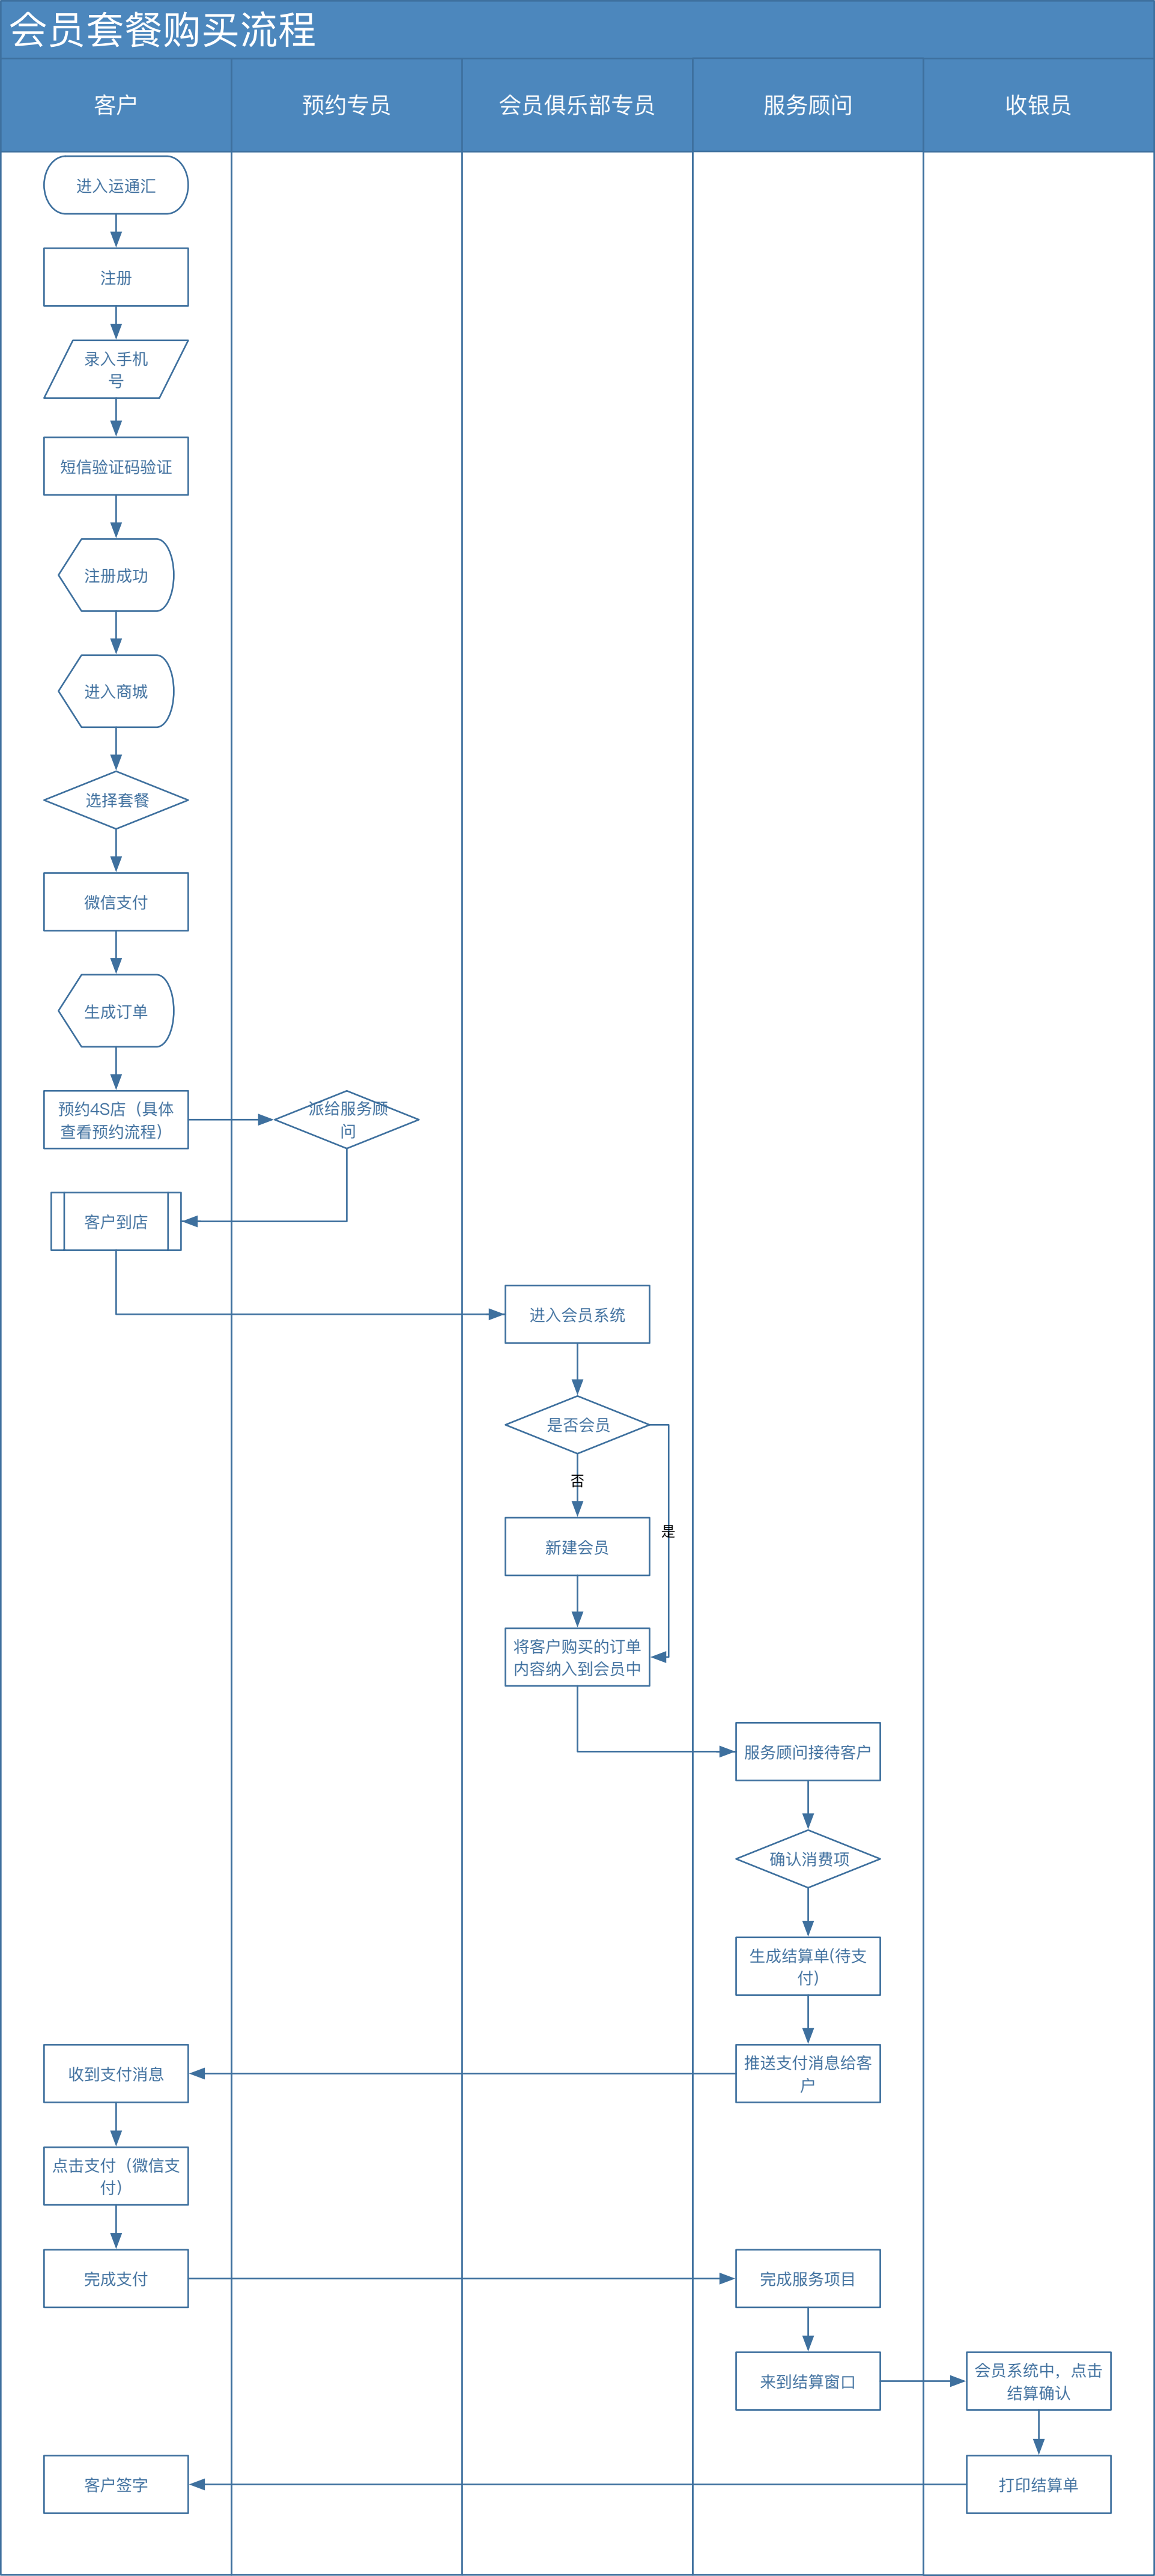 会员套餐购买流程
客户
预约专员
会员俱乐部专员
服务顾问
收银员
进入运通汇
注册
录入手机
号
短信验证码验证
注册成功
进入商城
选择套餐
微信支付
生成订单
预约4S店（具体
查看预约流程）
派给服务顾
问
客户到店
进入会员系统
是否会员
否
是
新建会员
将客户购买的订单
内容纳入到会员中
服务顾问接待客户
确认消费项
生成结算单(待支
付)
推送支付消息给客
户
收到支付消息
点击支付（微信支
付）
完成支付
完成服务项目
来到结算窗口
会员系统中，点击
结算确认
打印结算单
客户签字